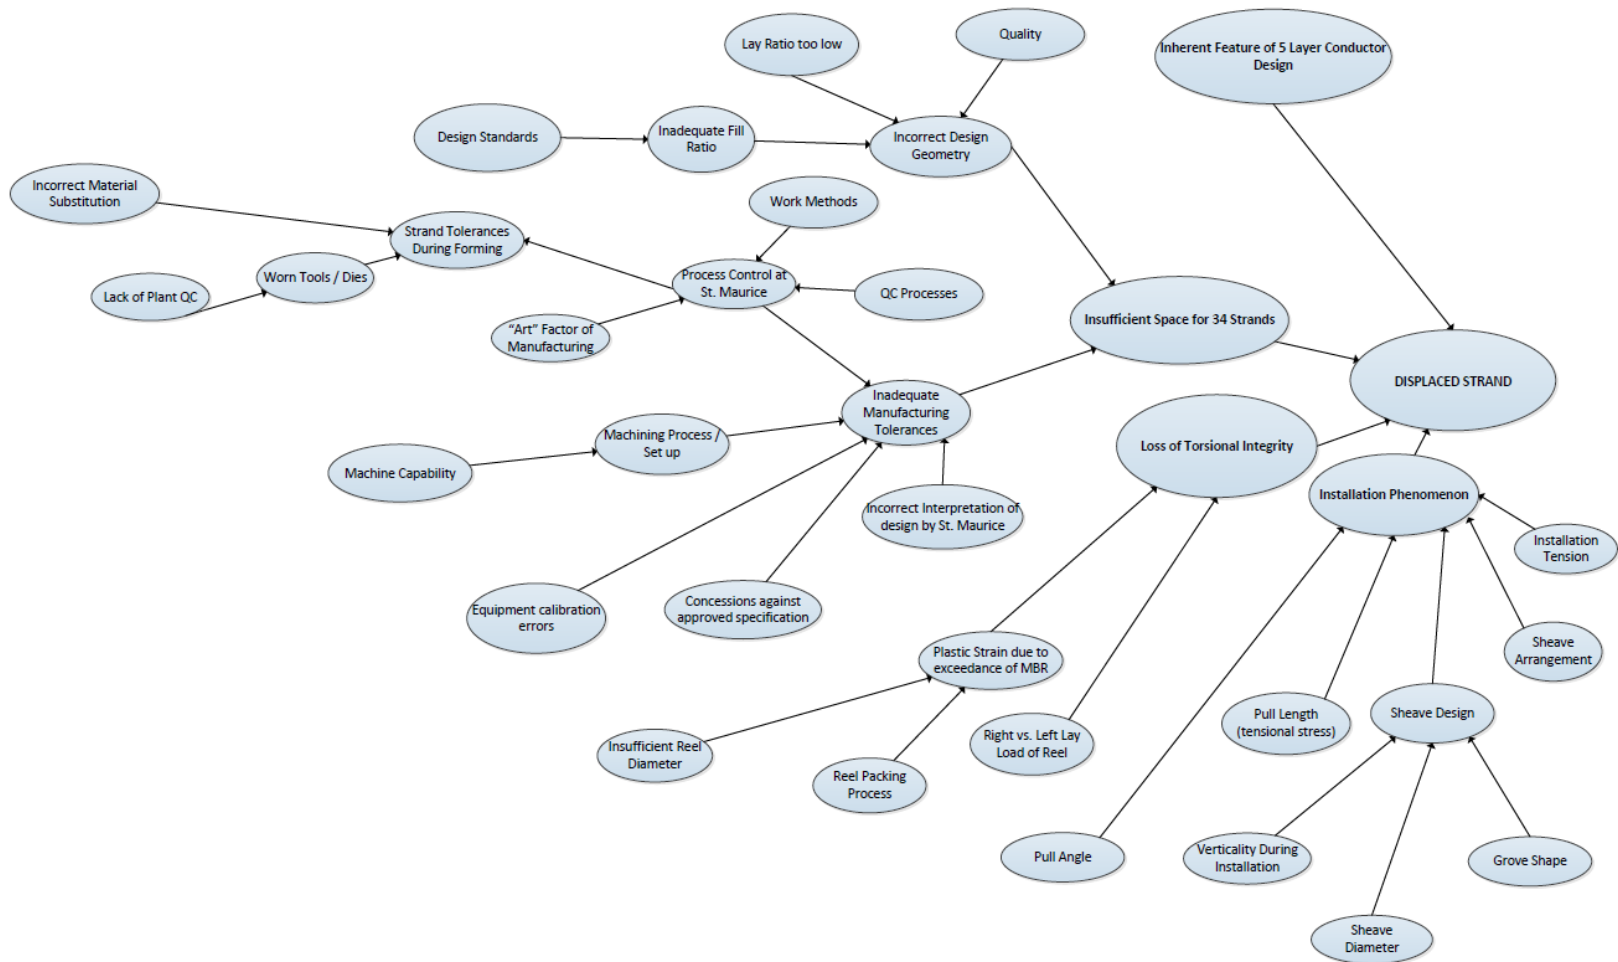 Lay Ratio too low
Quality
Inherent Feature of 5 Layer Conductor
Design
Design Standards
Inadequate Fill
Ratio
Incorrect Design
Geometry
Incorrect Material
Substitution
Work Methods
Strand Tolerances
During Forming
Worn Tools / Dies
Lack of Plant QC
Process Control at
St. Maurice
QC Processes
"Art" Factor of
Manufacturing
Insufficient Space for 34 Strands
DISPLACED STRAND
Inadequate
Manufacturing
Tolerances
Machining Process /
Set up
Machine Capability
Loss of Torsional Integrity
Installation Phenomenon
Incorrect Interpretation of
design by St. Maurice
Installation
Tension
Equipment calibration
errors
Concessions against
approved specification
Plastic Strain due to
exceedance of MBR
Sheave
Arrangement
Pull Length
(tensional stress)
Sheave Design
Insufficient Reel
Diameter
Right vs. Left Lay
Load of Reel
Reel Packing
Process
Pull Angle
Verticality During
Installation
Grove Shape
Sheave
Diameter